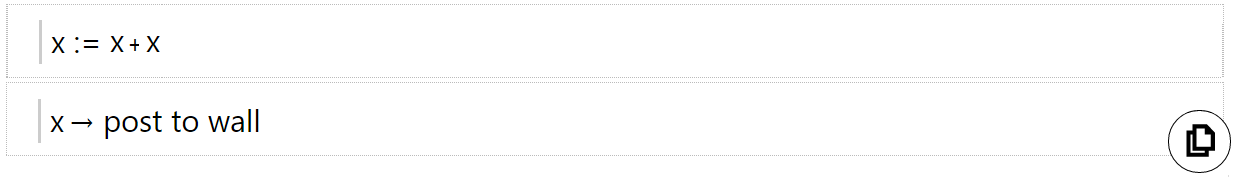 x := x + x
x → post to wall